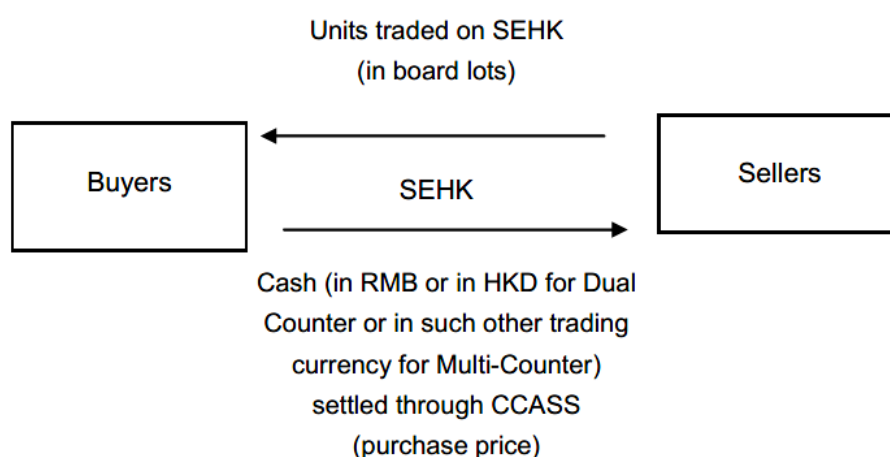 Units traded on SEHK
(in board lots)
Buyers
SEHK
Sellers
Cash (in RMB or in HKD for Dual
Counter or in such other trading
currency for Multi-Counter)
settled through CCASS
(purchase price)